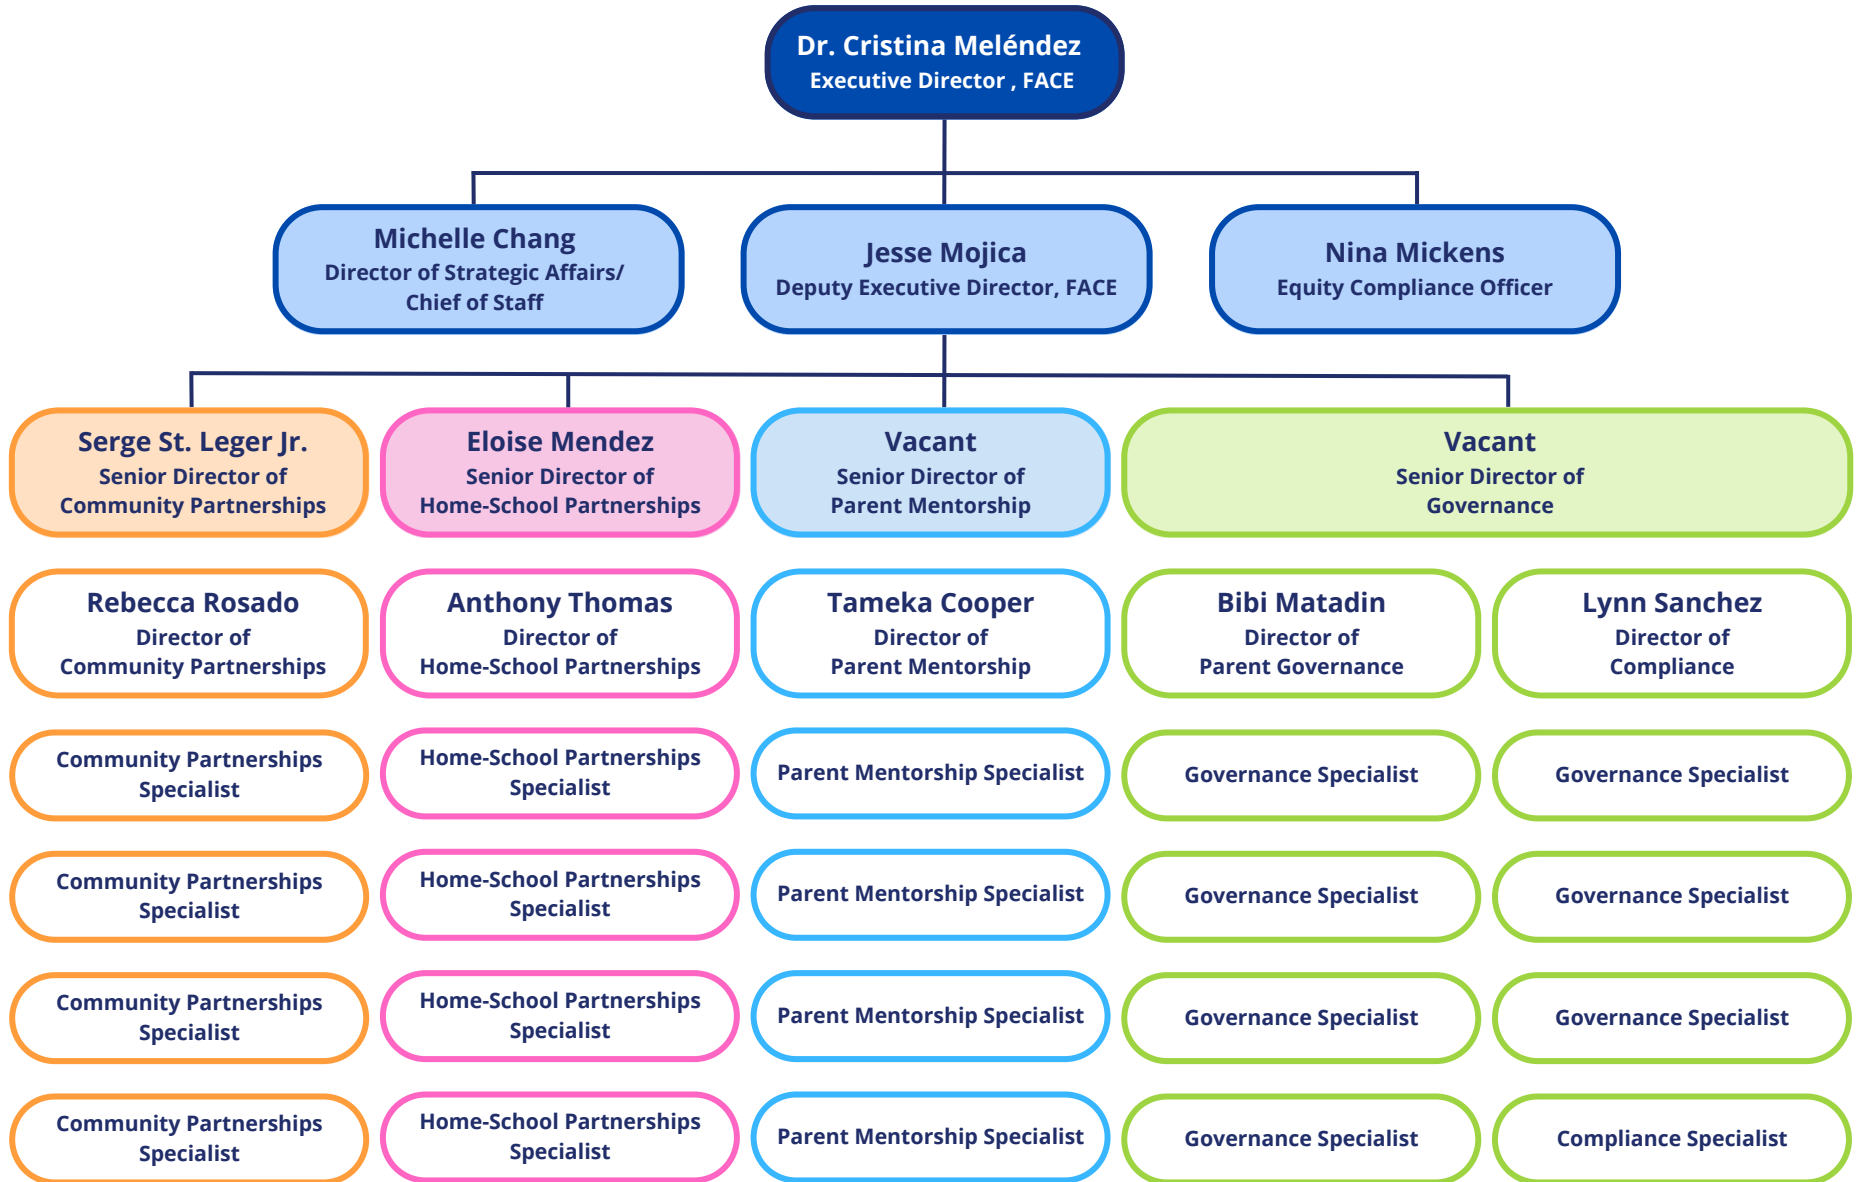 Dr. Cristina Meléndez
Executive Director , FACE
Michelle Chang
Director of Strategic Affairs/
Chief of Staff
Jesse Mojica
Deputy Executive Director, FACE
Nina Mickens
Equity Compliance Officer
Serge St. Leger Jr.
Senior Director of
Community Partnerships
Eloise Mendez
Senior Director of
Home-School Partnerships
Vacant
Senior Director of
Parent Mentorship
Vacant
Senior Director of
Governance
Rebecca Rosado
Director of
Community Partnerships
Anthony Thomas
Director of
Home-School Partnerships
Tameka Cooper
Director of
Parent Mentorship
Bibi Matadin
Director of
Parent Governance
Lynn Sanchez
Director of
Compliance
Community Partnerships
Specialist
Home-School Partnerships
Specialist
Parent Mentorship Specialist
Governance Specialist
Governance Specialist
Community Partnerships
Specialist
Home-School Partnerships
Specialist
Parent Mentorship Specialist
Governance Specialist
Governance Specialist
Community Partnerships
Specialist
Home-School Partnerships
Specialist
Parent Mentorship Specialist
Governance Specialist
Governance Specialist
Community Partnerships
Specialist
Home-School Partnerships
Specialist
Parent Mentorship Specialist
Governance Specialist
Compliance Specialist